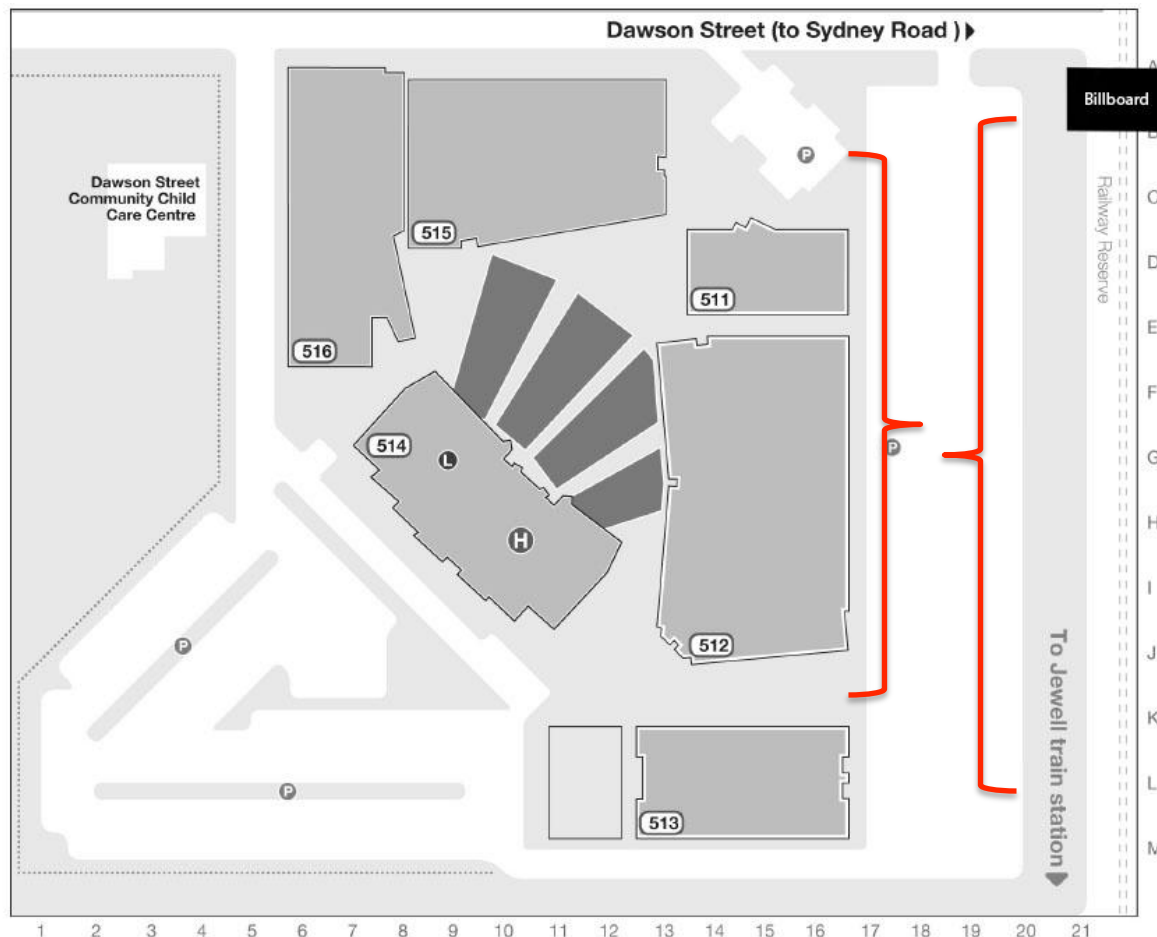 Dawson Street (to Sydney Road )
A
Billboard
B
P
Dawson Street
Community Child
Care Centre
C
Railway Reserve
515
D
511
E
516
F
514
L
P
G
H
H
I
512
P
To Jewell train station
J
K
P
L
513
M
1 2 3 4 5 6 7 8 9 10 11 12 13 14 15 16 17 18 19 20 21